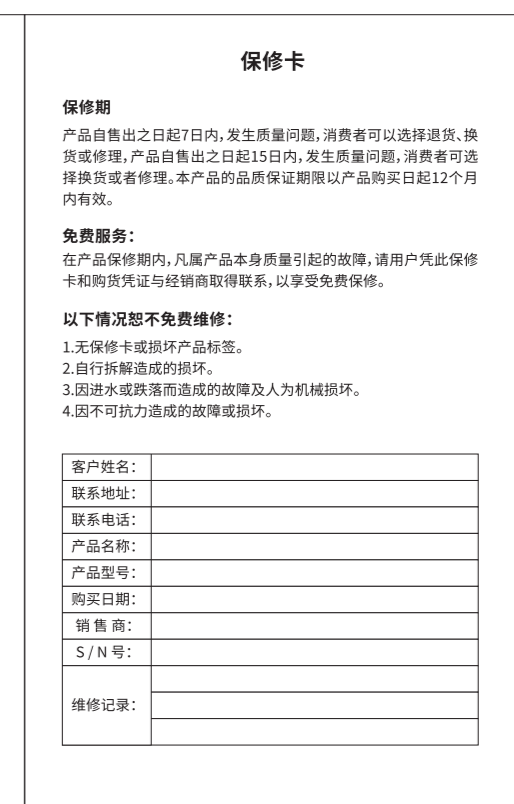 保修卡
保修期
产品自售出之日起7日内，发生质量问题，消费者可以选择退货、换
货或修理，产品自售出之日起15日内，发生质量问题，消费者可选
择换货或者修理。本产品的品质保证期限以产品购买日起12个月
内有效。
免费服务：
在产品保修期内，凡属产品本身质量引起的故障，请用户凭此保修
卡和购货凭证与经销商取得联系，以享受免费保修。
以下情况恕不免费维修：
1.无保修卡或损坏产品标签。
2.自行拆解造成的损坏。
3.因进水或跌落而造成的故障及人为机械损坏。
4.因不可抗力造成的故障或损坏。
客户姓名：
联系地址：
联系电话：
产品名称：
产品型号：
购买日期：
销 售 商：
S / N 号：
维修记录：